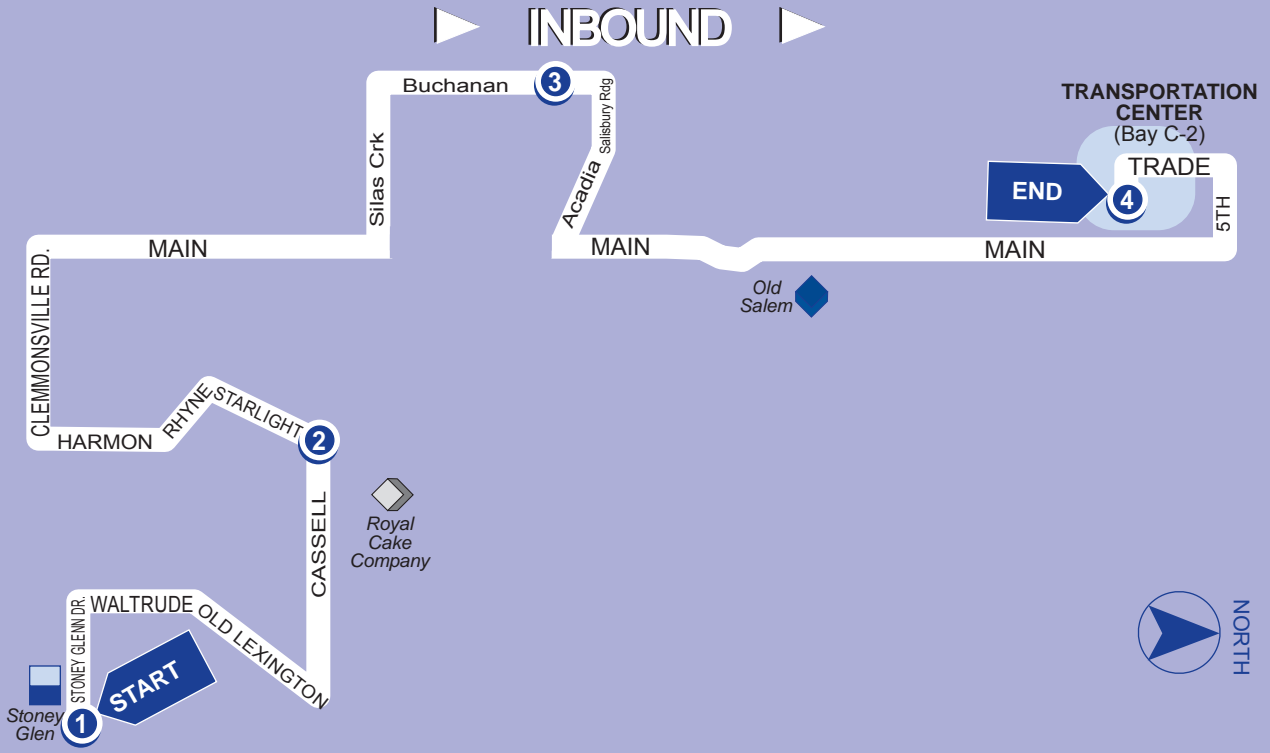 INBOUND
Buchanan
3
Salisbury Rdg
TRANSPORTATION
CENTER
(Bay C-2)
TRADE
END
4
5TH
Silas Crk
Acadia
MAIN
MAIN
MAIN
Old
Salem
CLEMMONSVILLE RD.
HARMON
RHYNE
STARLIGHT
2
CASSELL
Royal
Cake
Company
WALTRUDE
OLD LEXINGTON
STONEY GLENN DR.
START
Stoney
Glen
1
NORTH